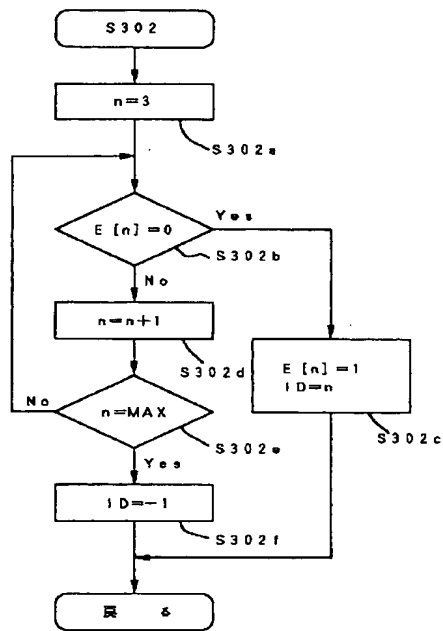 S302
n=3
S302a
E[n]=0
Yes
S302b
No
n=n+1
S302d
E[n]=1
ID=n
S302c
No
n=MAX
S302e
Yes
ID=-1
S302f
戻る